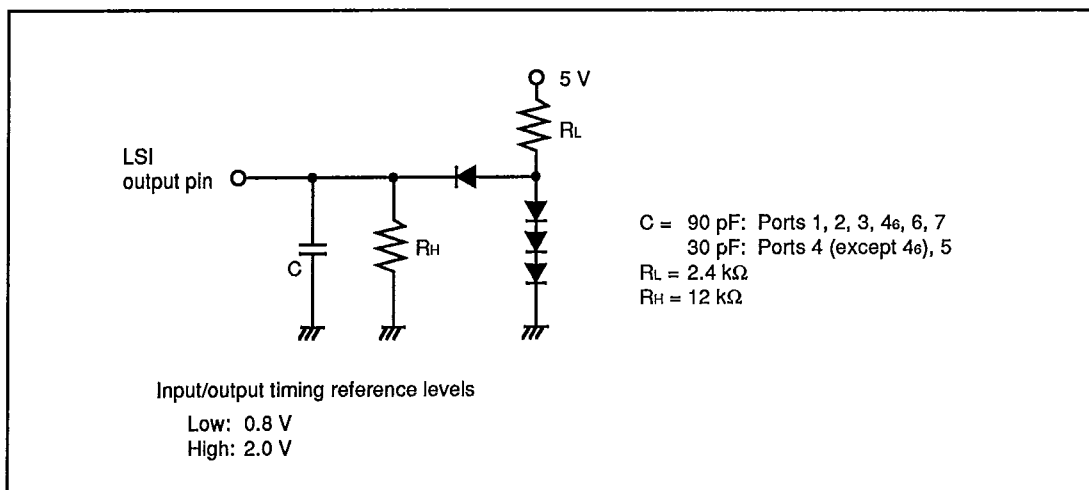 5 V
RL
LSI
output pin
RH
C
C = 90 pF: Ports 1, 2, 3, 46, 6, 7
30 pF: Ports 4 (except 46), 5
RL = 2.4 kΩ
RH = 12 kΩ
Input/output timing reference levels
Low: 0.8 V
High: 2.0 V